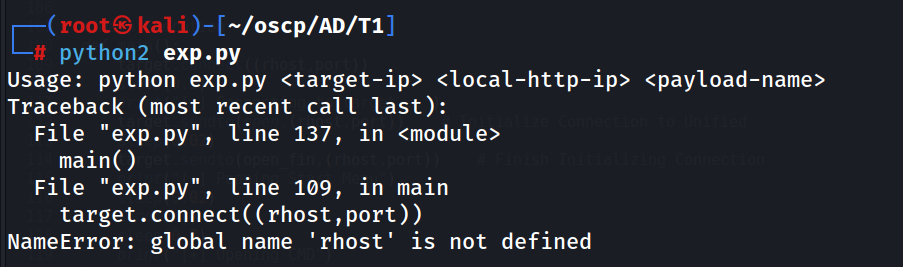 ┌──(root㉿kali)-[~/oscp/AD/T1]
└─# python2 exp.py
Usage: python exp.py <target-ip> <local-http-ip> <payload-name>
Traceback (most recent call last):
  File "exp.py", line 137, in <module>
    main()
  File "exp.py", line 109, in main
    target.connect((rhost,port))
NameError: global name 'rhost' is not defined